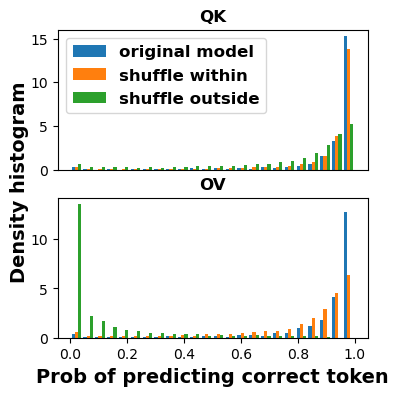 QK
15
10
5
0
original model
shuffle within
shuffle outside
Density histogram
OV
10
5
0
0.0 0.2 0.4 0.6 0.8 1.0
Prob of predicting correct token